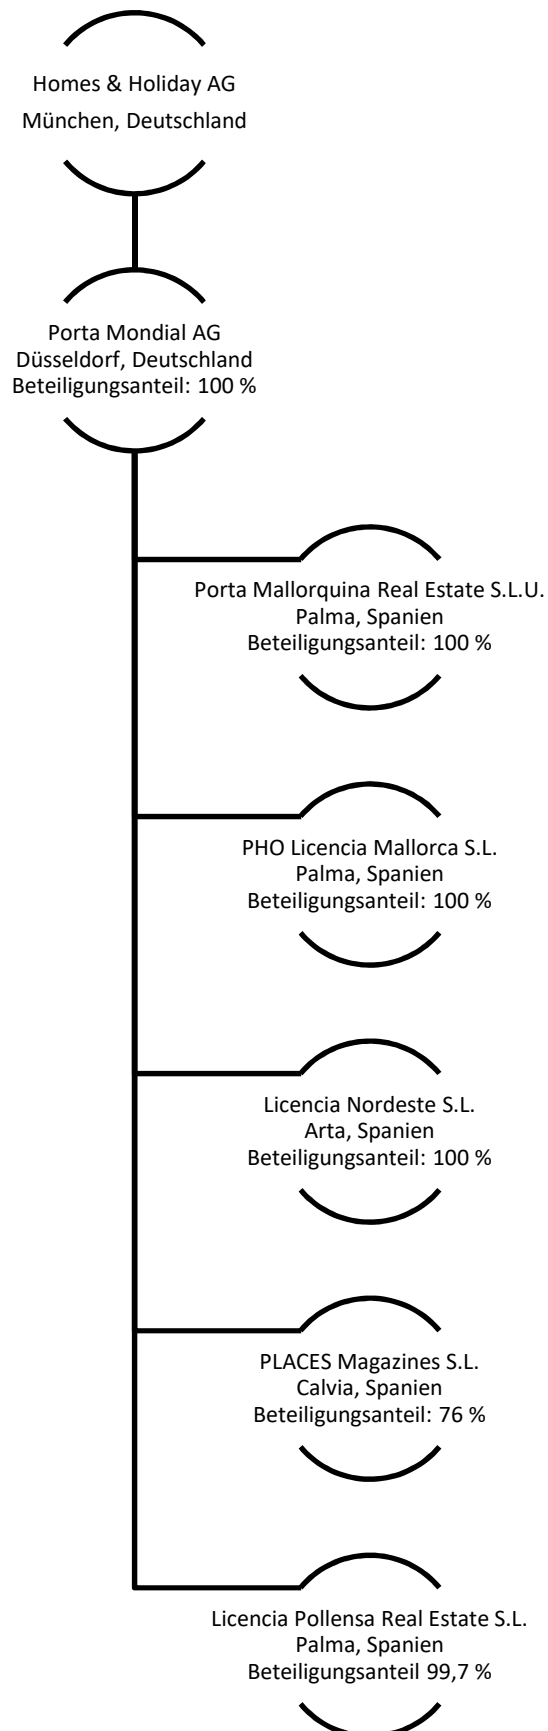 Homes & Holiday AG
München, Deutschland
Porta Mondial AG
Düsseldorf, Deutschland
Beteiligungsanteil: 100 %
Porta Mallorquina Real Estate S.L.U.
Palma, Spanien
Beteiligungsanteil: 100 %
PHO Licencia Mallorca S.L.
Palma, Spanien
Beteiligungsanteil: 100 %
Licencia Nordeste S.L.
Arta, Spanien
Beteiligungsanteil: 100 %
PLACES Magazines S.L.
Calvia, Spanien
Beteiligungsanteil: 76 %
Licencia Pollensa Real Estate S.L.
Palma, Spanien
Beteiligungsanteil 99,7 %